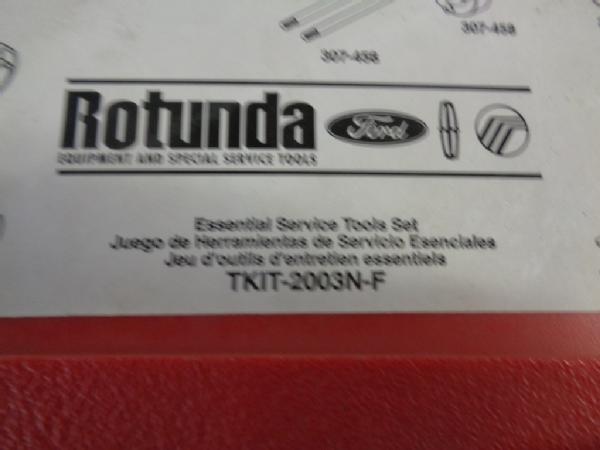 307-458
307-458
Rotunda
Ford
EQUIPMENT AND SPECIAL SERVICE TOOLS
Essential Service Tools Set
Juego de Herramientas de Servicio Esenciales
Jeu d'outils d'entretien essentiels
TKIT-2003N-F